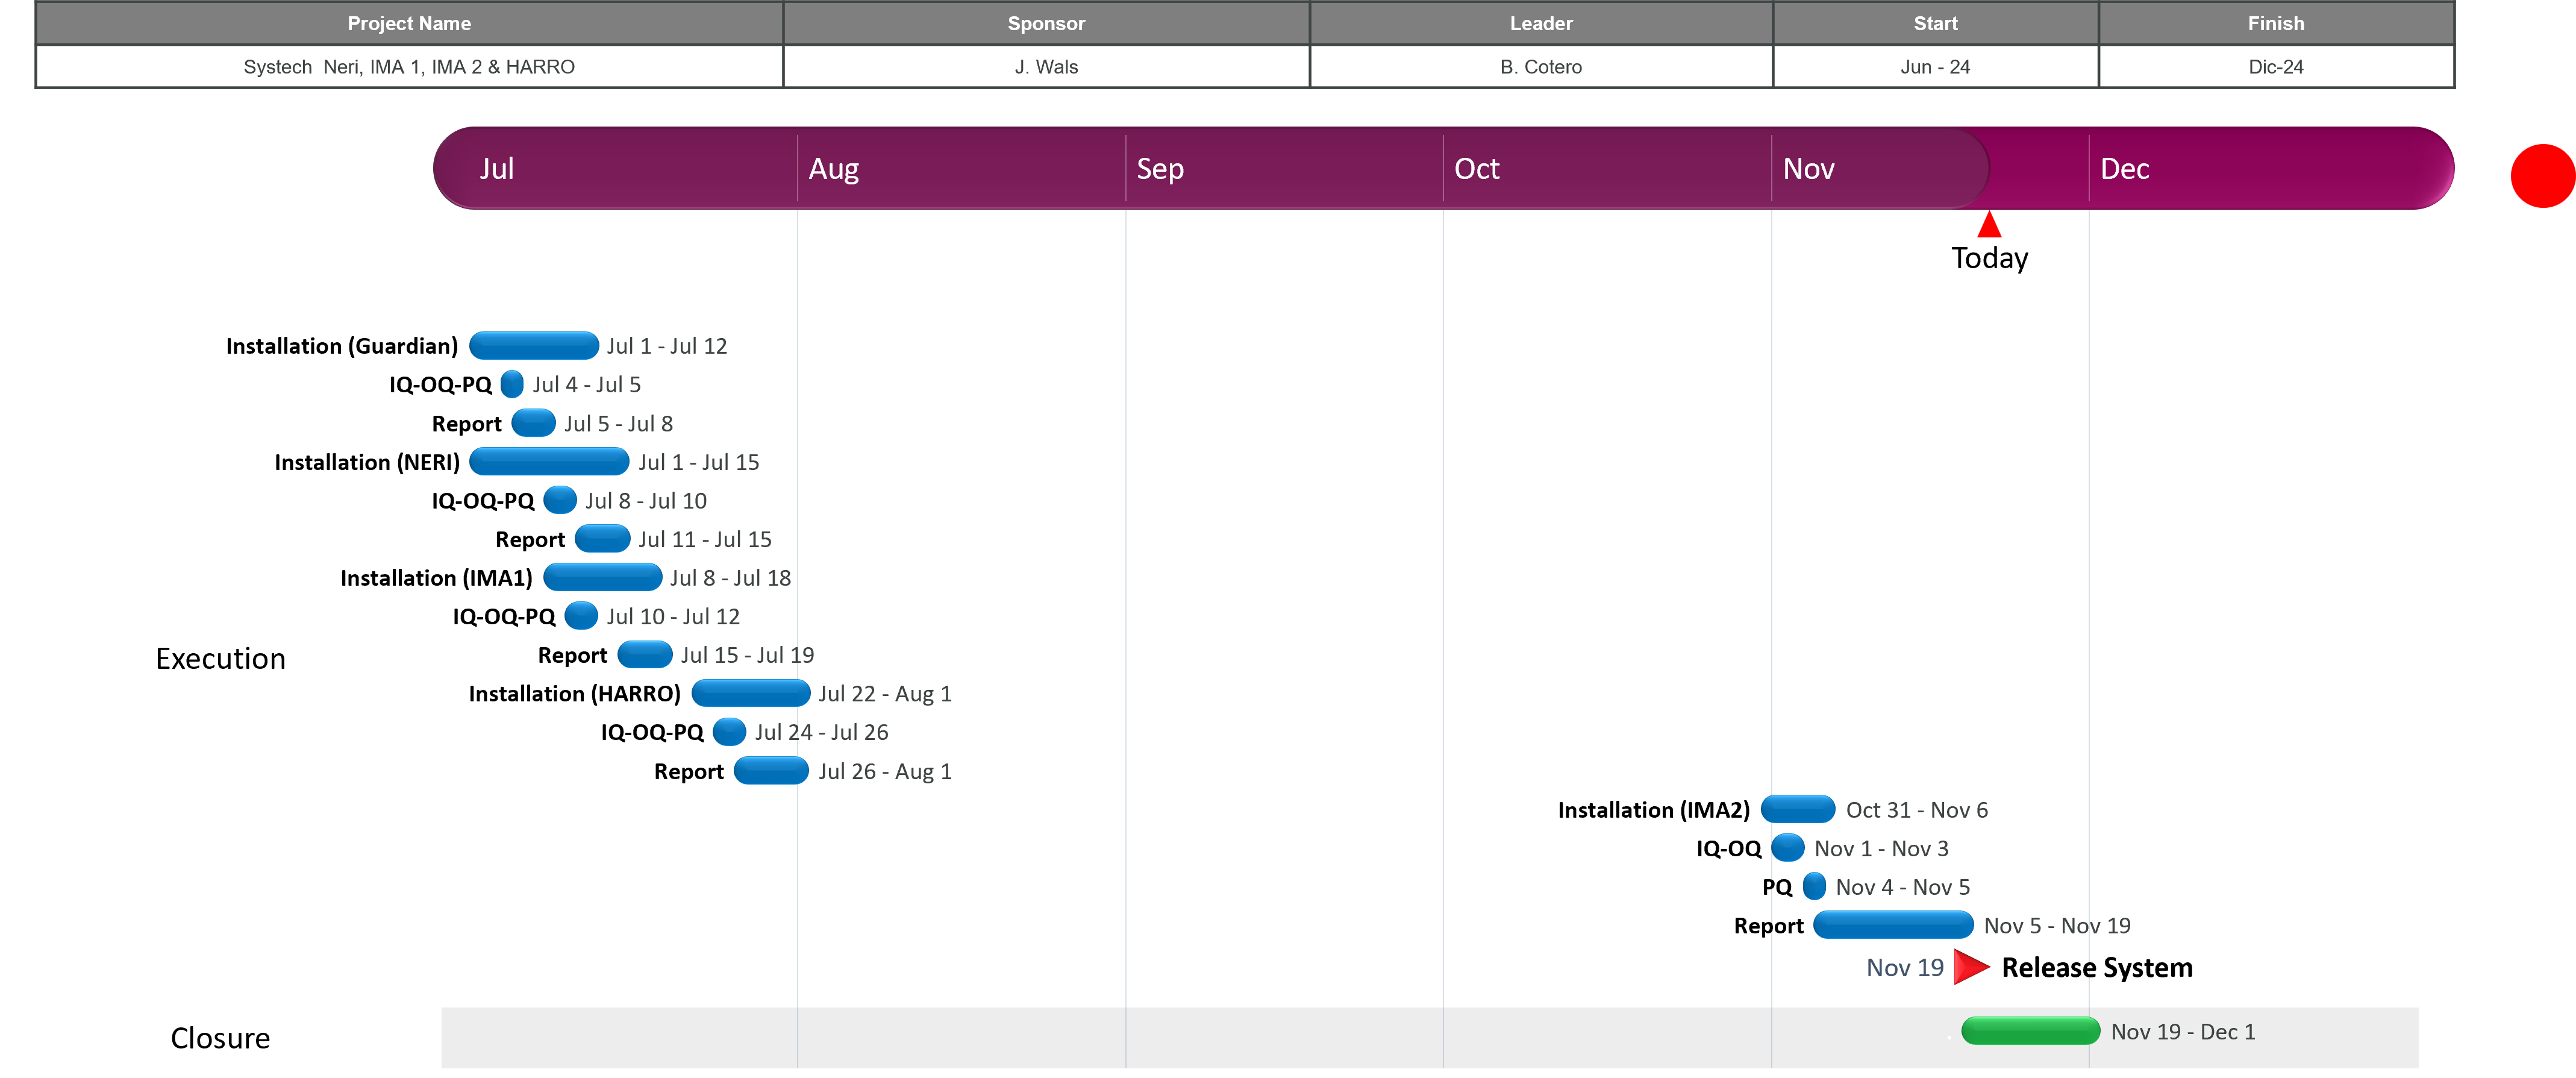 Project Name Sponsor Leader Start Finish
Systech  Neri, IMA 1, IMA 2 & HARRO J. Wals B. Cotero Jun - 24 Dic-24
Jul Aug Sep Oct Nov Dec
Today
Installation (Guardian) Jul 1 - Jul 12
IQ-OQ-PQ Jul 4 - Jul 5
Report Jul 5 - Jul 8
Installation (NERI) Jul 1 - Jul 15
IQ-OQ-PQ Jul 8 - Jul 10
Report Jul 11 - Jul 15
Installation (IMA1) Jul 8 - Jul 18
IQ-OQ-PQ Jul 10 - Jul 12
Execution
Report Jul 15 - Jul 19
Installation (HARRO) Jul 22 - Aug 1
IQ-OQ-PQ Jul 24 - Jul 26
Report Jul 26 - Aug 1
Installation (IMA2) Oct 31 - Nov 6
IQ-OQ Nov 1 - Nov 3
PQ Nov 4 - Nov 5
Report Nov 5 - Nov 19
Nov 19 Release System
Closure Nov 19 - Dec 1